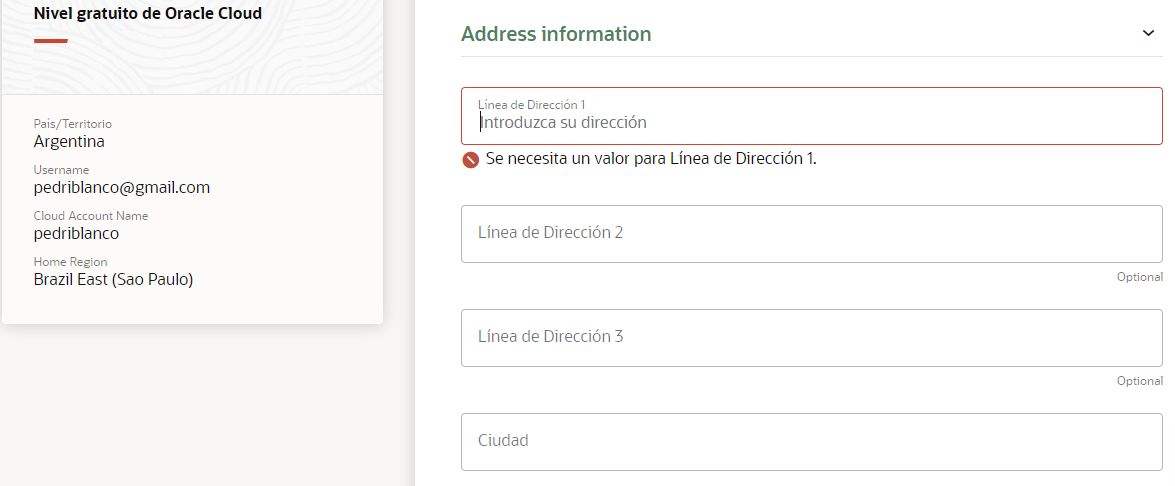 Nivel gratuito de Oracle Cloud
País/Territorio
Argentina
Username
pedriblanco@gmail.com
Cloud Account Name
pedriblanco
Home Region
Brazil East (Sao Paulo)
Address information
Línea de Dirección 1
Introduzca su dirección
Se necesita un valor para Línea de Dirección 1.
Línea de Dirección 2
Optional
Línea de Dirección 3
Optional
Ciudad